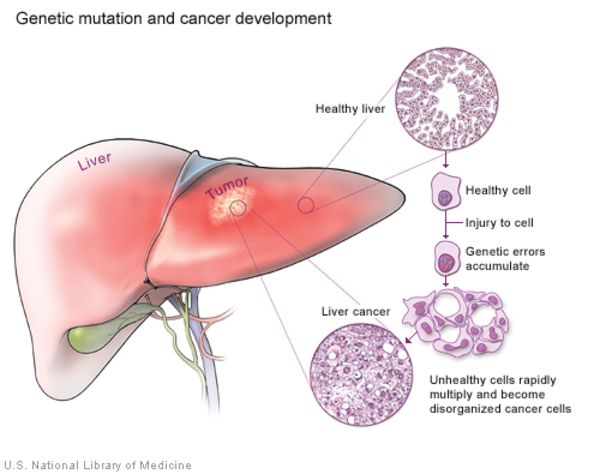 Genetic mutation and cancer development
Healthy liver
Liver
Tumor
Healthy cell
Injury to cell
Genetic errors
accumulate
Liver cancer
Unhealthy cells rapidly
multiply and become
disorganized cancer cells
U.S. National Library of Medicine